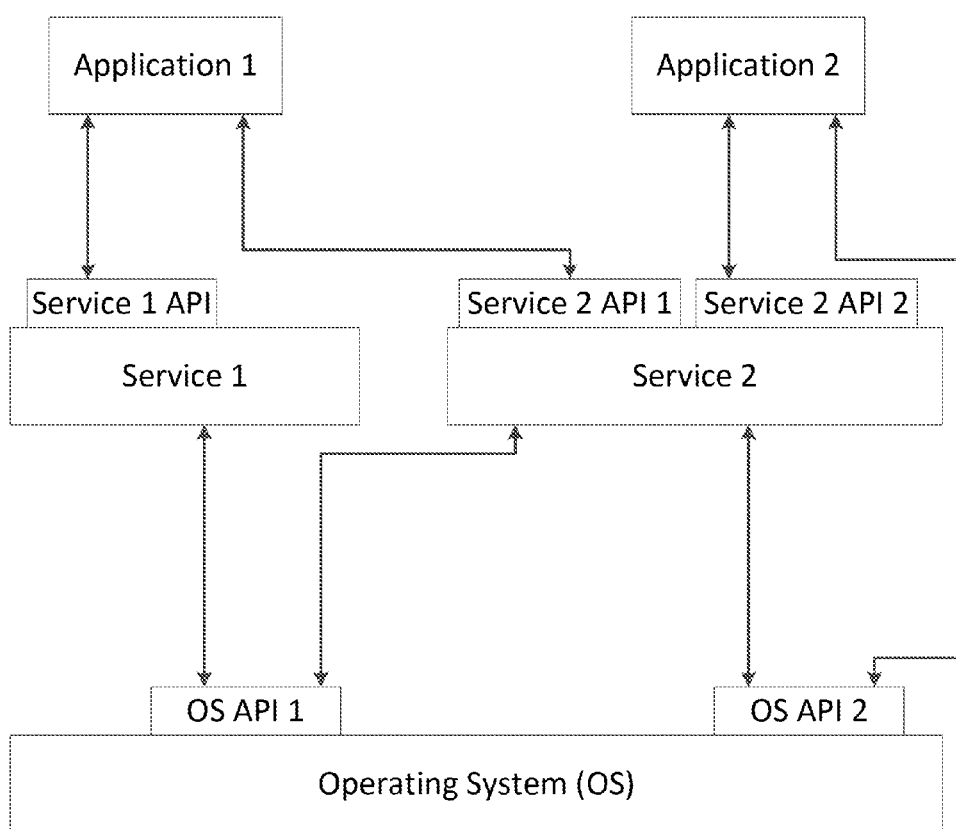 Application 1
Application 2
Service 1 API
Service 2 API 1
Service 2 API 2
Service 1
Service 2
OS API 1
OS API 2
Operating System (OS)